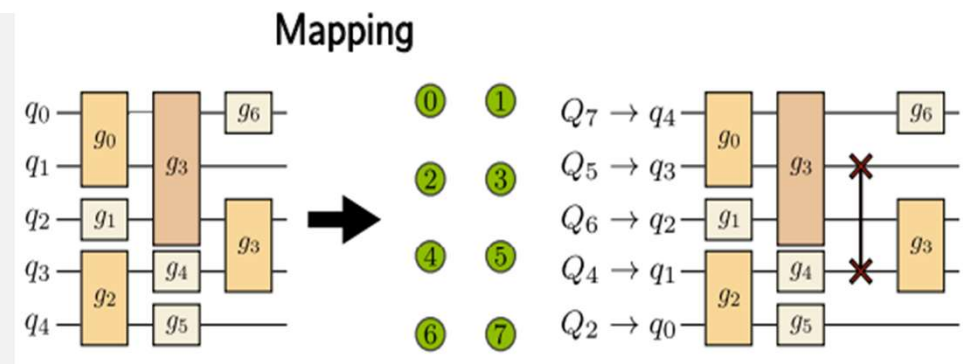 Mapping
q0 g0 g3 g6 0 1 Q7 → q4 g0 g3 g6
q1 2 3 Q5 → q3
q2 g1 g3 Q6 → q2 g1 g3
q3 g2 g4 4 5 Q4 → q1 g2 g4
q4 g5 6 7 Q2 → q0 g5